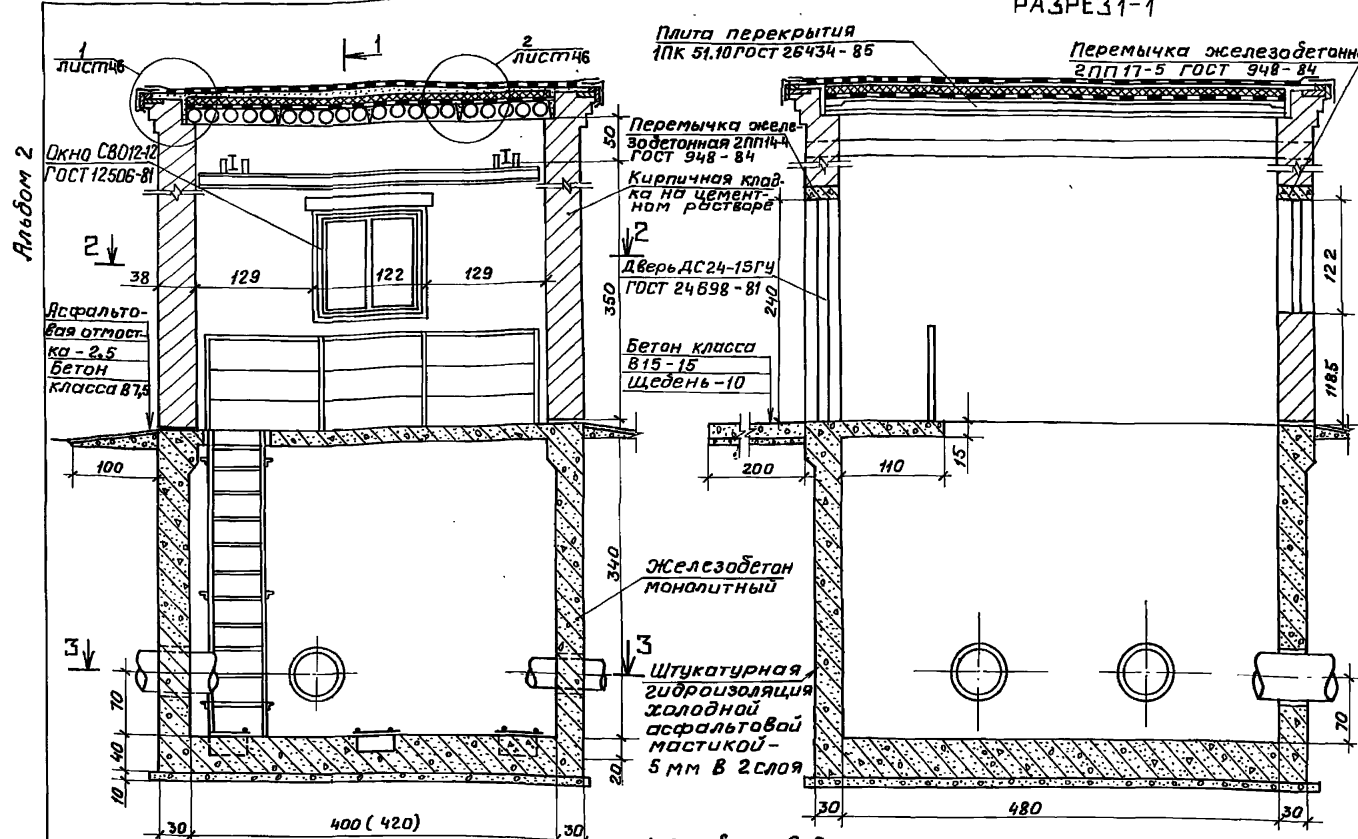 РАЗРЕЗ 1-1
Альбом 2
1
лист 46
1
2
лист 46
Плита перекрытия
1ПК 51.10 ГОСТ 26434-85
Перемычка железобетонн
2ПП 17-5 ГОСТ 948-84
Окно СВО12-12
ГОСТ 12506-81
Перемычка желе-
зобетонная 2ПП14-4
ГОСТ 948-84
Кирпичная клад-
ка на цемент-
ном растворе
50
2
2
38
129
122
129
Дверь ДС24-15ГУ
ГОСТ 24698-81
350
240
122
118.5
Асфальто-
вая отмост-
ка - 2.5
Бетон
класса В7,5
Бетон класса
В15-15
Щебень-10
100
200
110
15
340
Железобетон
монолитный
3
3
Штукатурная
гидроизоляция
холодной
асфальтовой
мастикой-
5 мм в 2 слоя
70
40
10
20
70
30
400 (420)
30
30
480
30